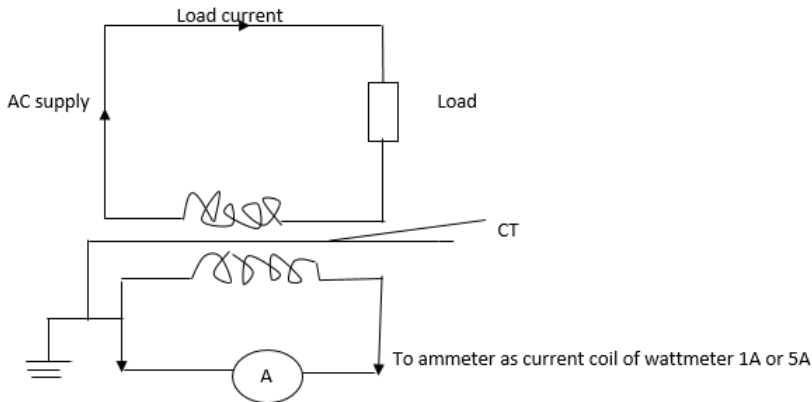 Load current
AC supply
Load
CT
To ammeter as current coil of wattmeter 1A or 5A
A